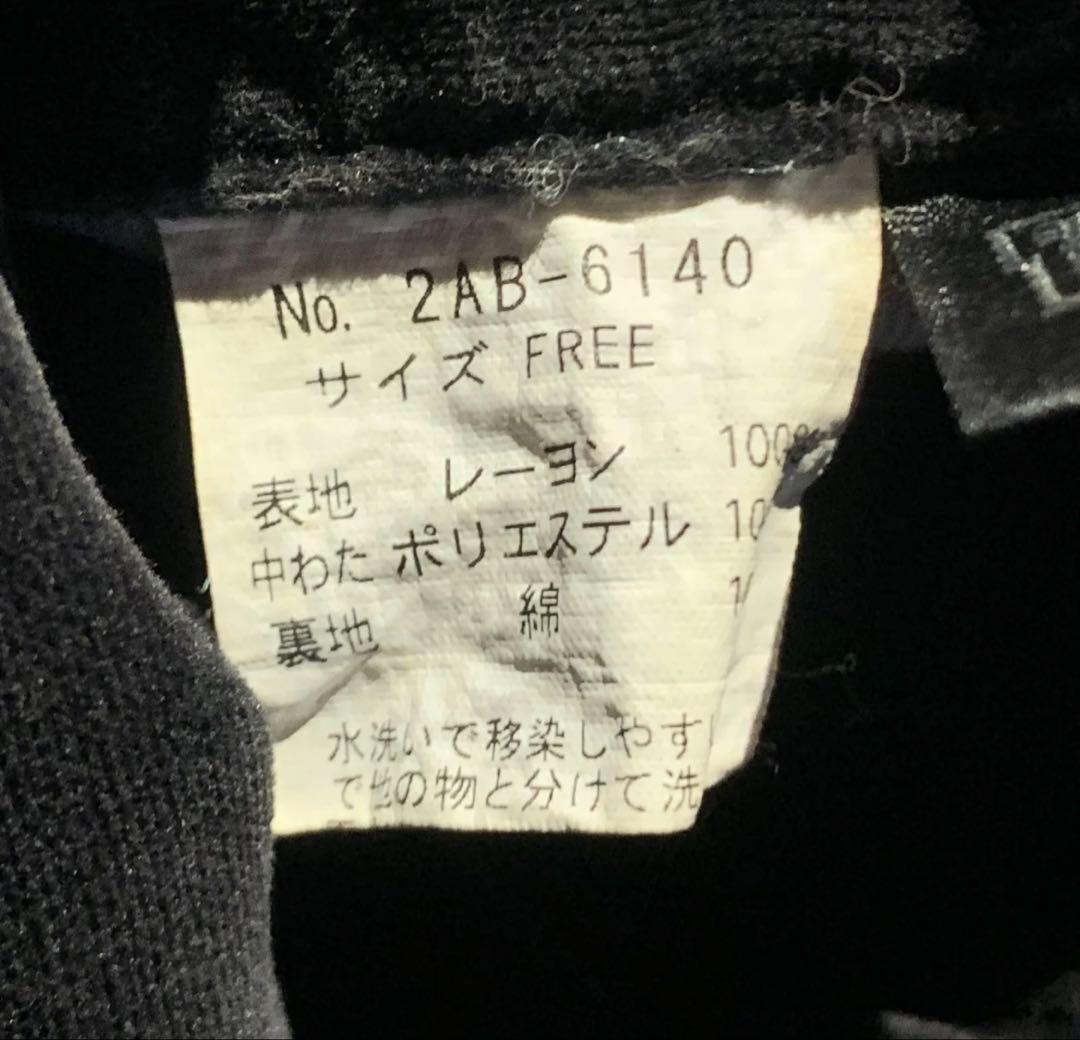 No. 2AB-6140
サイズ FREE
表地 レーヨン 100%
中わた ポリエステル 10
裏地 綿 1
水洗いで移染しやす
で他の物と分けて洗